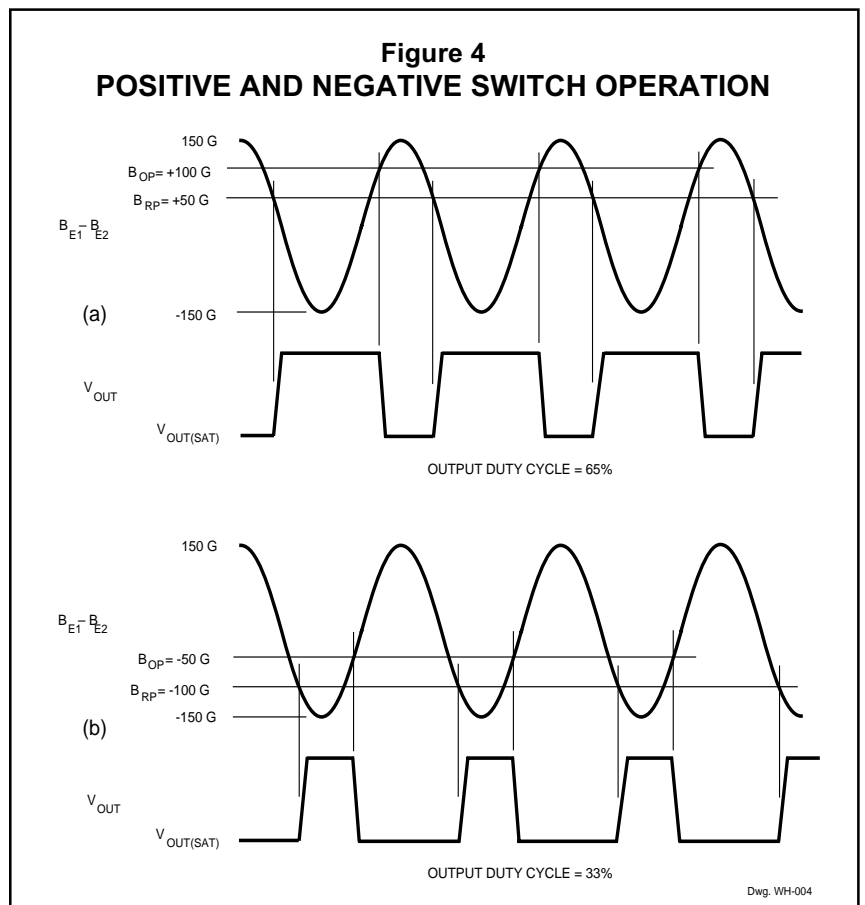 Figure 4
POSITIVE AND NEGATIVE SWITCH OPERATION
150 G
B OP = +100 G
B RP = +50 G
B E1 – B E2
-150 G
(a)
V OUT
V OUT(SAT)
OUTPUT DUTY CYCLE = 65%
150 G
B E1 – B E2
B OP = -50 G
B RP = -100 G
-150 G
(b)
V OUT
V OUT(SAT)
OUTPUT DUTY CYCLE = 33%
Dwg. WH-004